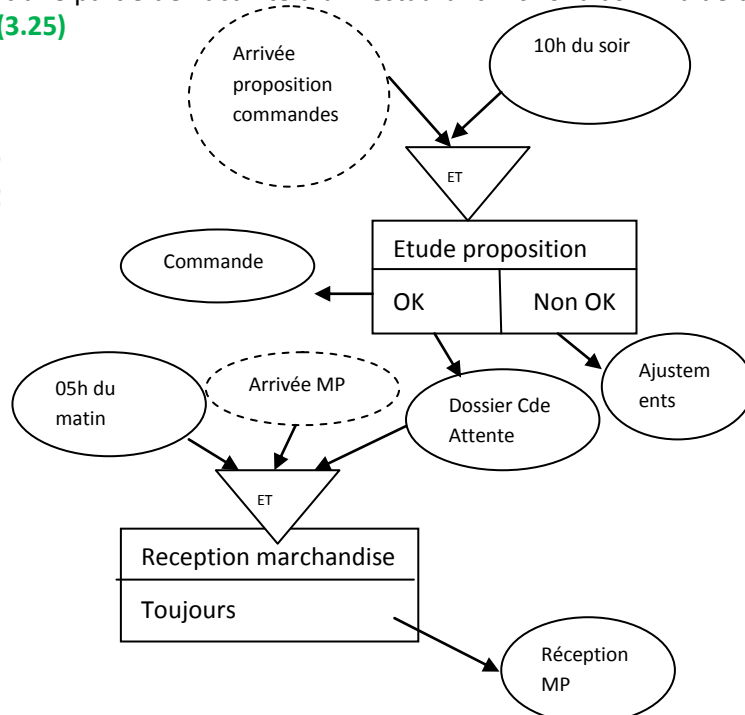 (3.25)
Arrivée
proposition
commandes
10h du soir
ET
Etude proposition
Commande
OK
Non OK
05h du
matin
Arrivée MP
Dossier Cde
Attente
Ajustem
ents
ET
Reception marchandise
Toujours
Réception
MP